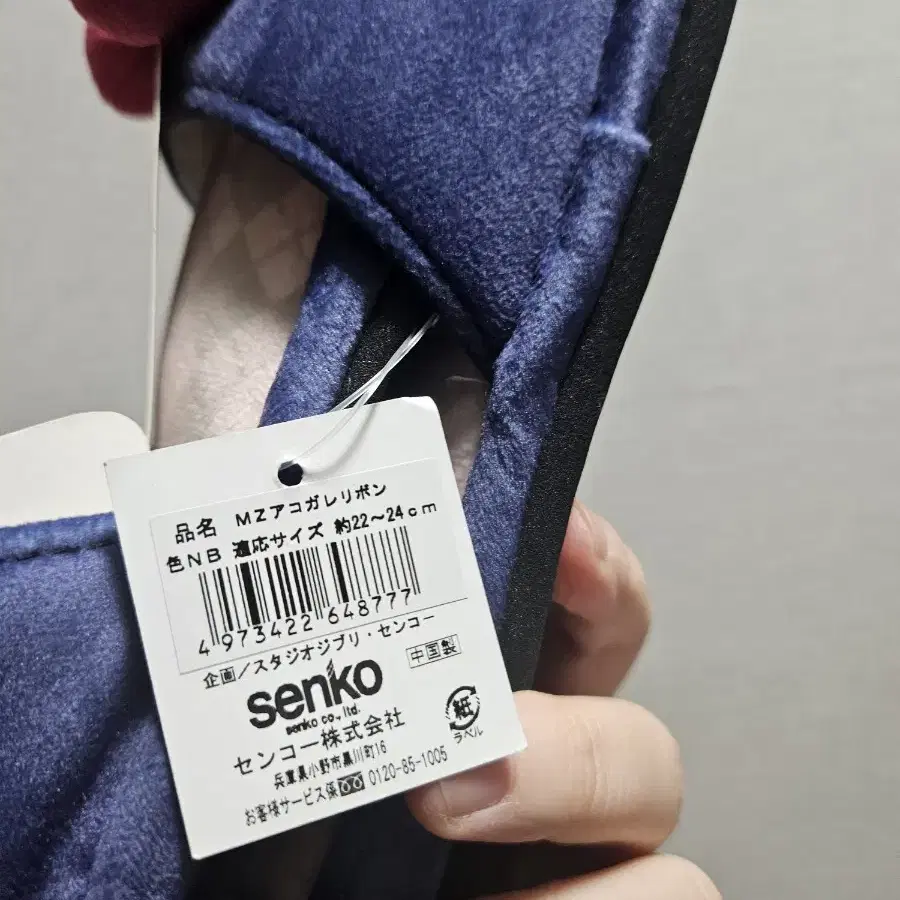 品名 MZアコガレリボン
色NB 適応サイズ 約22～24cm
4 973422 648777
企画/スタジオジブリ・センコー
中国製
senko
senko co., ltd.
センコー株式会社
紙
ラベル
兵庫県小野市黒川町16
お客様サービス係 0120-85-1005